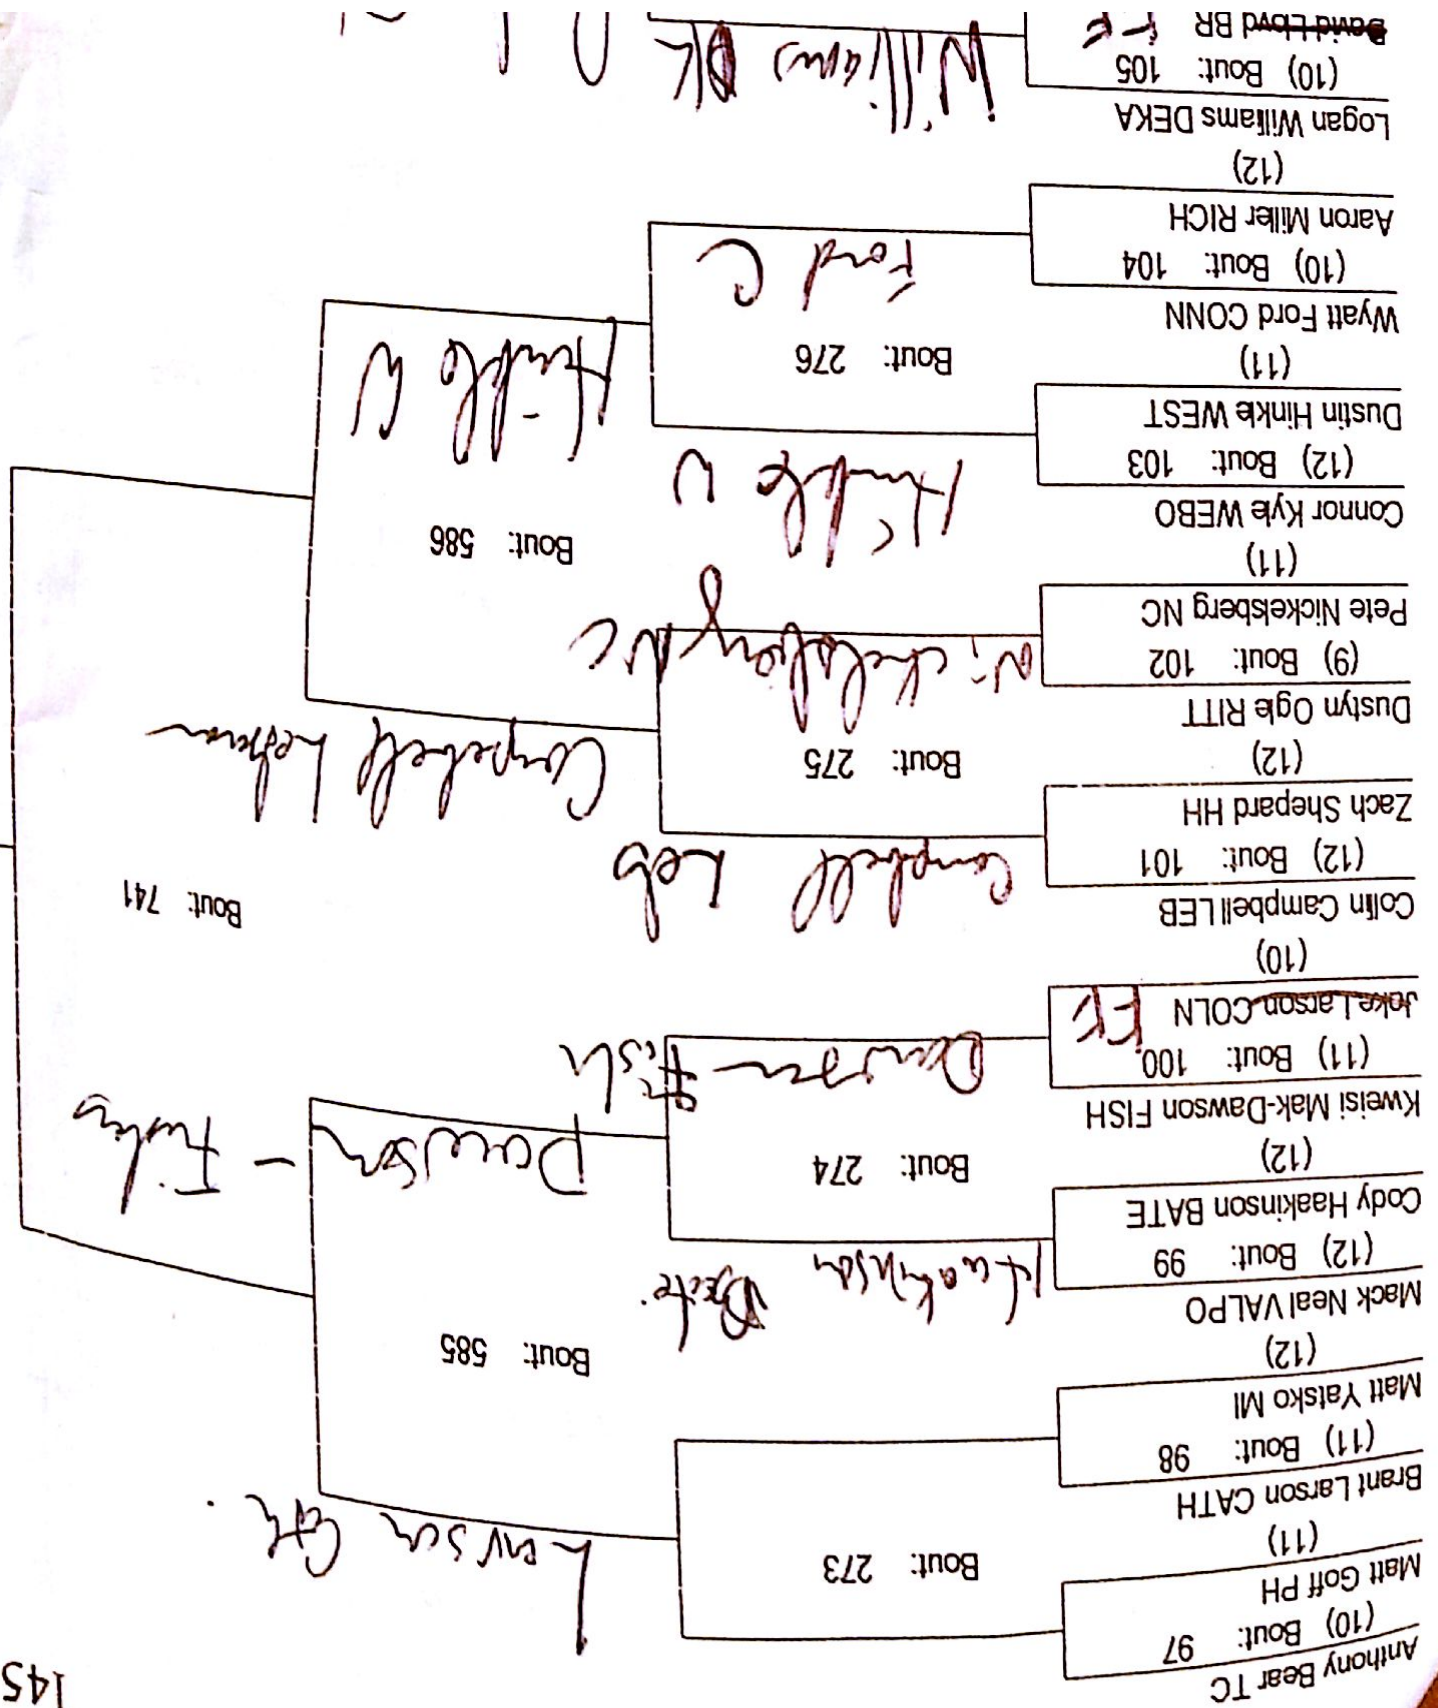 145
Anthony Bear TC
(10) Bout: 97
Matt Goff PH
(11)
Bout: 273
Brant Larson CATH
Larson Cath.
(11) Bout: 98
Matt Yatsko MI
(12)
Bout: 585
Mack Neal VALPO
Haakinson Bate.
(12) Bout: 99
Cody Haakinson BATE
(12)
Bout: 274
Dawson - Fishers
Kweisi Mak-Dawson FISH
(11) Bout: 100
Dawson Fish
Jake Larson COLN FF
(10)
Colin Campbell LEB
Bout: 741
Campbell Leb
(12) Bout: 101
Zach Shepard HH
(12)
Bout: 275
Campbell Lebanon
Dustyn Ogle RITT
(9) Bout: 102
Nickelsberg NC
Pete Nickelsberg NC
(11)
Bout: 586
Connor Kyle WEBO
Hinkle W
(12) Bout: 103
Dustin Hinkle WEST
(11)
Bout: 276
Hinkle W
Wyatt Ford CONN
(10) Bout: 104
Ford C
Aaron Miller RICH
(12)
Logan Williams DEKA
(10) Bout: 105
Williams DK
David Lloyd BR FF